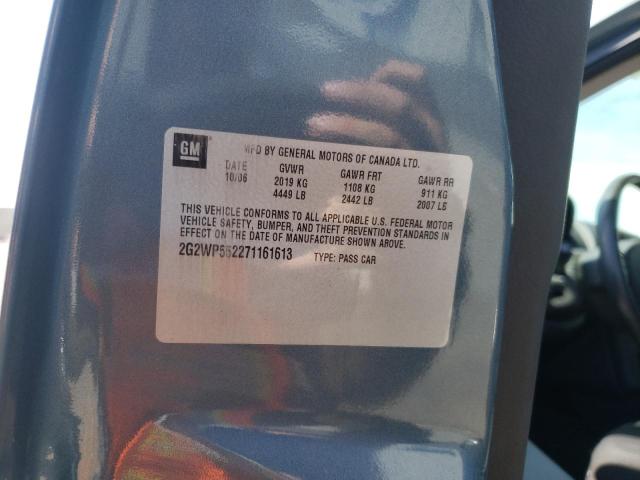 GM
MFD BY GENERAL MOTORS OF CANADA LTD.
DATE GVWR GAWR FRT GAWR RR
10/06 2019 KG 1108 KG 911 KG
4449 LB 2442 LB 2007 LB
THIS VEHICLE CONFORMS TO ALL APPLICABLE U.S. FEDERAL MOTOR
VEHICLE SAFETY, BUMPER, AND THEFT PREVENTION STANDARDS IN
EFFECT ON THE DATE OF MANUFACTURE SHOWN ABOVE.
2G2WP552271161613 TYPE: PASS CAR